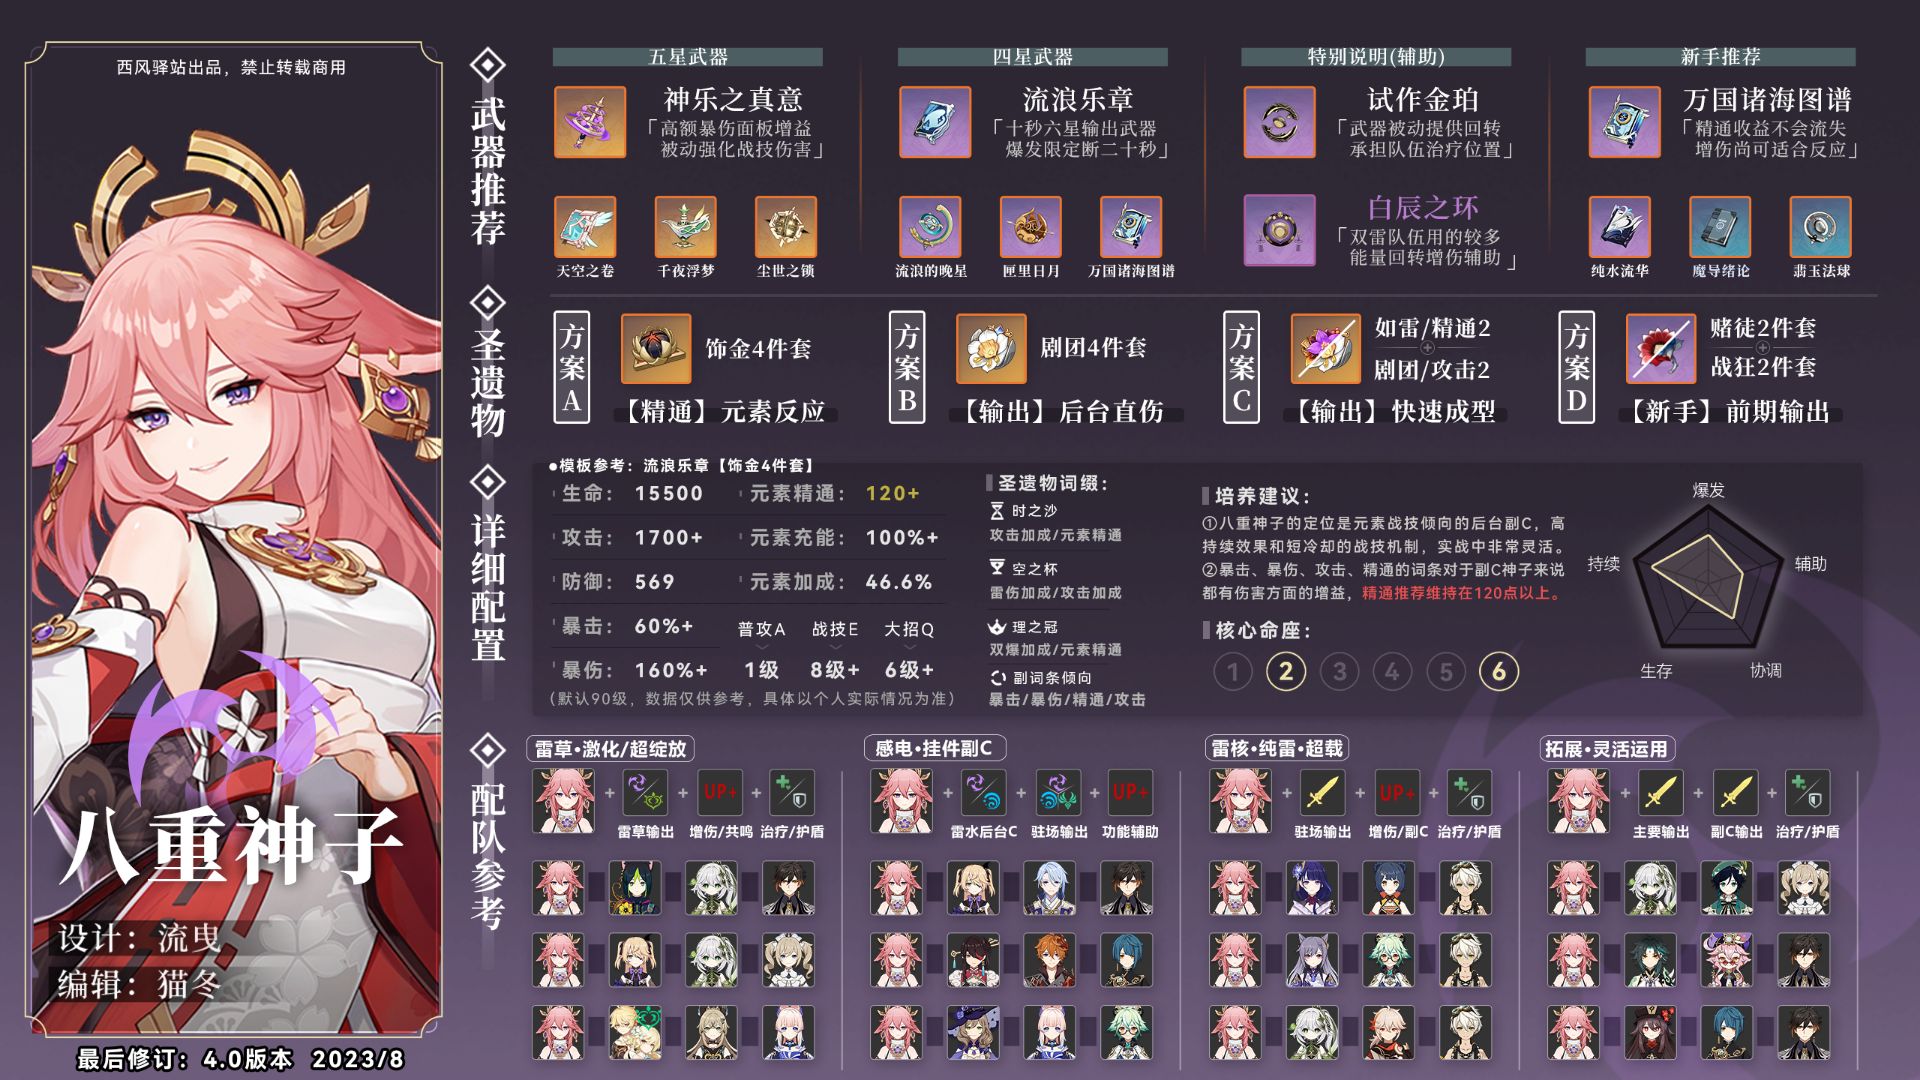 西风驿站出品，禁止转载商用
八重神子
设计：流曳
编辑：猫冬
最后修订：4.0版本 2023/8
武器推荐
五星武器
神乐之真意
「高额暴伤面板增益
被动强化战技伤害」
天空之卷
千夜浮梦
尘世之锁
四星武器
流浪乐章
「十秒六星输出武器
爆发限定断二十秒」
流浪的晚星
匣里日月
万国诸海图谱
特别说明(辅助)
试作金珀
「武器被动提供回转
承担队伍治疗位置」
白辰之环
「双雷队伍用的较多
能量回转增伤辅助」
新手推荐
万国诸海图谱
「精通收益不会流失
增伤尚可适合反应」
纯水流华
魔导绪论
翡玉法球
圣遗物
方案A
饰金4件套
【精通】元素反应
方案B
剧团4件套
【输出】后台直伤
方案C
如雷/精通2
+
剧团/攻击2
【输出】快速成型
方案D
赌徒2件套
+
战狂2件套
【新手】前期输出
详细配置
●模板参考：流浪乐章【饰金4件套】
生命： 15500 元素精通： 120+
攻击： 1700+ 元素充能： 100%+
防御： 569 元素加成： 46.6%
暴击： 60%+ 普攻A 战技E 大招Q
暴伤： 160%+ 1级 8级+ 6级+
(默认90级，数据仅供参考，具体以个人实际情况为准)
圣遗物词缀：
时之沙
攻击加成/元素精通
空之杯
雷伤加成/攻击加成
理之冠
双爆加成/元素精通
副词条倾向
暴击/暴伤/精通/攻击
培养建议：
①八重神子的定位是元素战技倾向的后台副C，高
持续效果和短冷却的战技机制，实战中非常灵活。
②暴击、暴伤、攻击、精通的词条对于副C神子来说
都有伤害方面的增益，精通推荐维持在120点以上。
核心命座：
1 2 3 4 5 6
爆发
持续
辅助
生存
协调
配队参考
雷草·激化/超绽放
+ + UP+ +
雷草输出 增伤/共鸣 治疗/护盾
感电·挂件副C
+ + + UP+
雷水后台C 驻场输出 功能辅助
雷核·纯雷·超载
+ + UP+ +
驻场输出 增伤/副C 治疗/护盾
拓展·灵活运用
+ + +
主要输出 副C输出 治疗/护盾